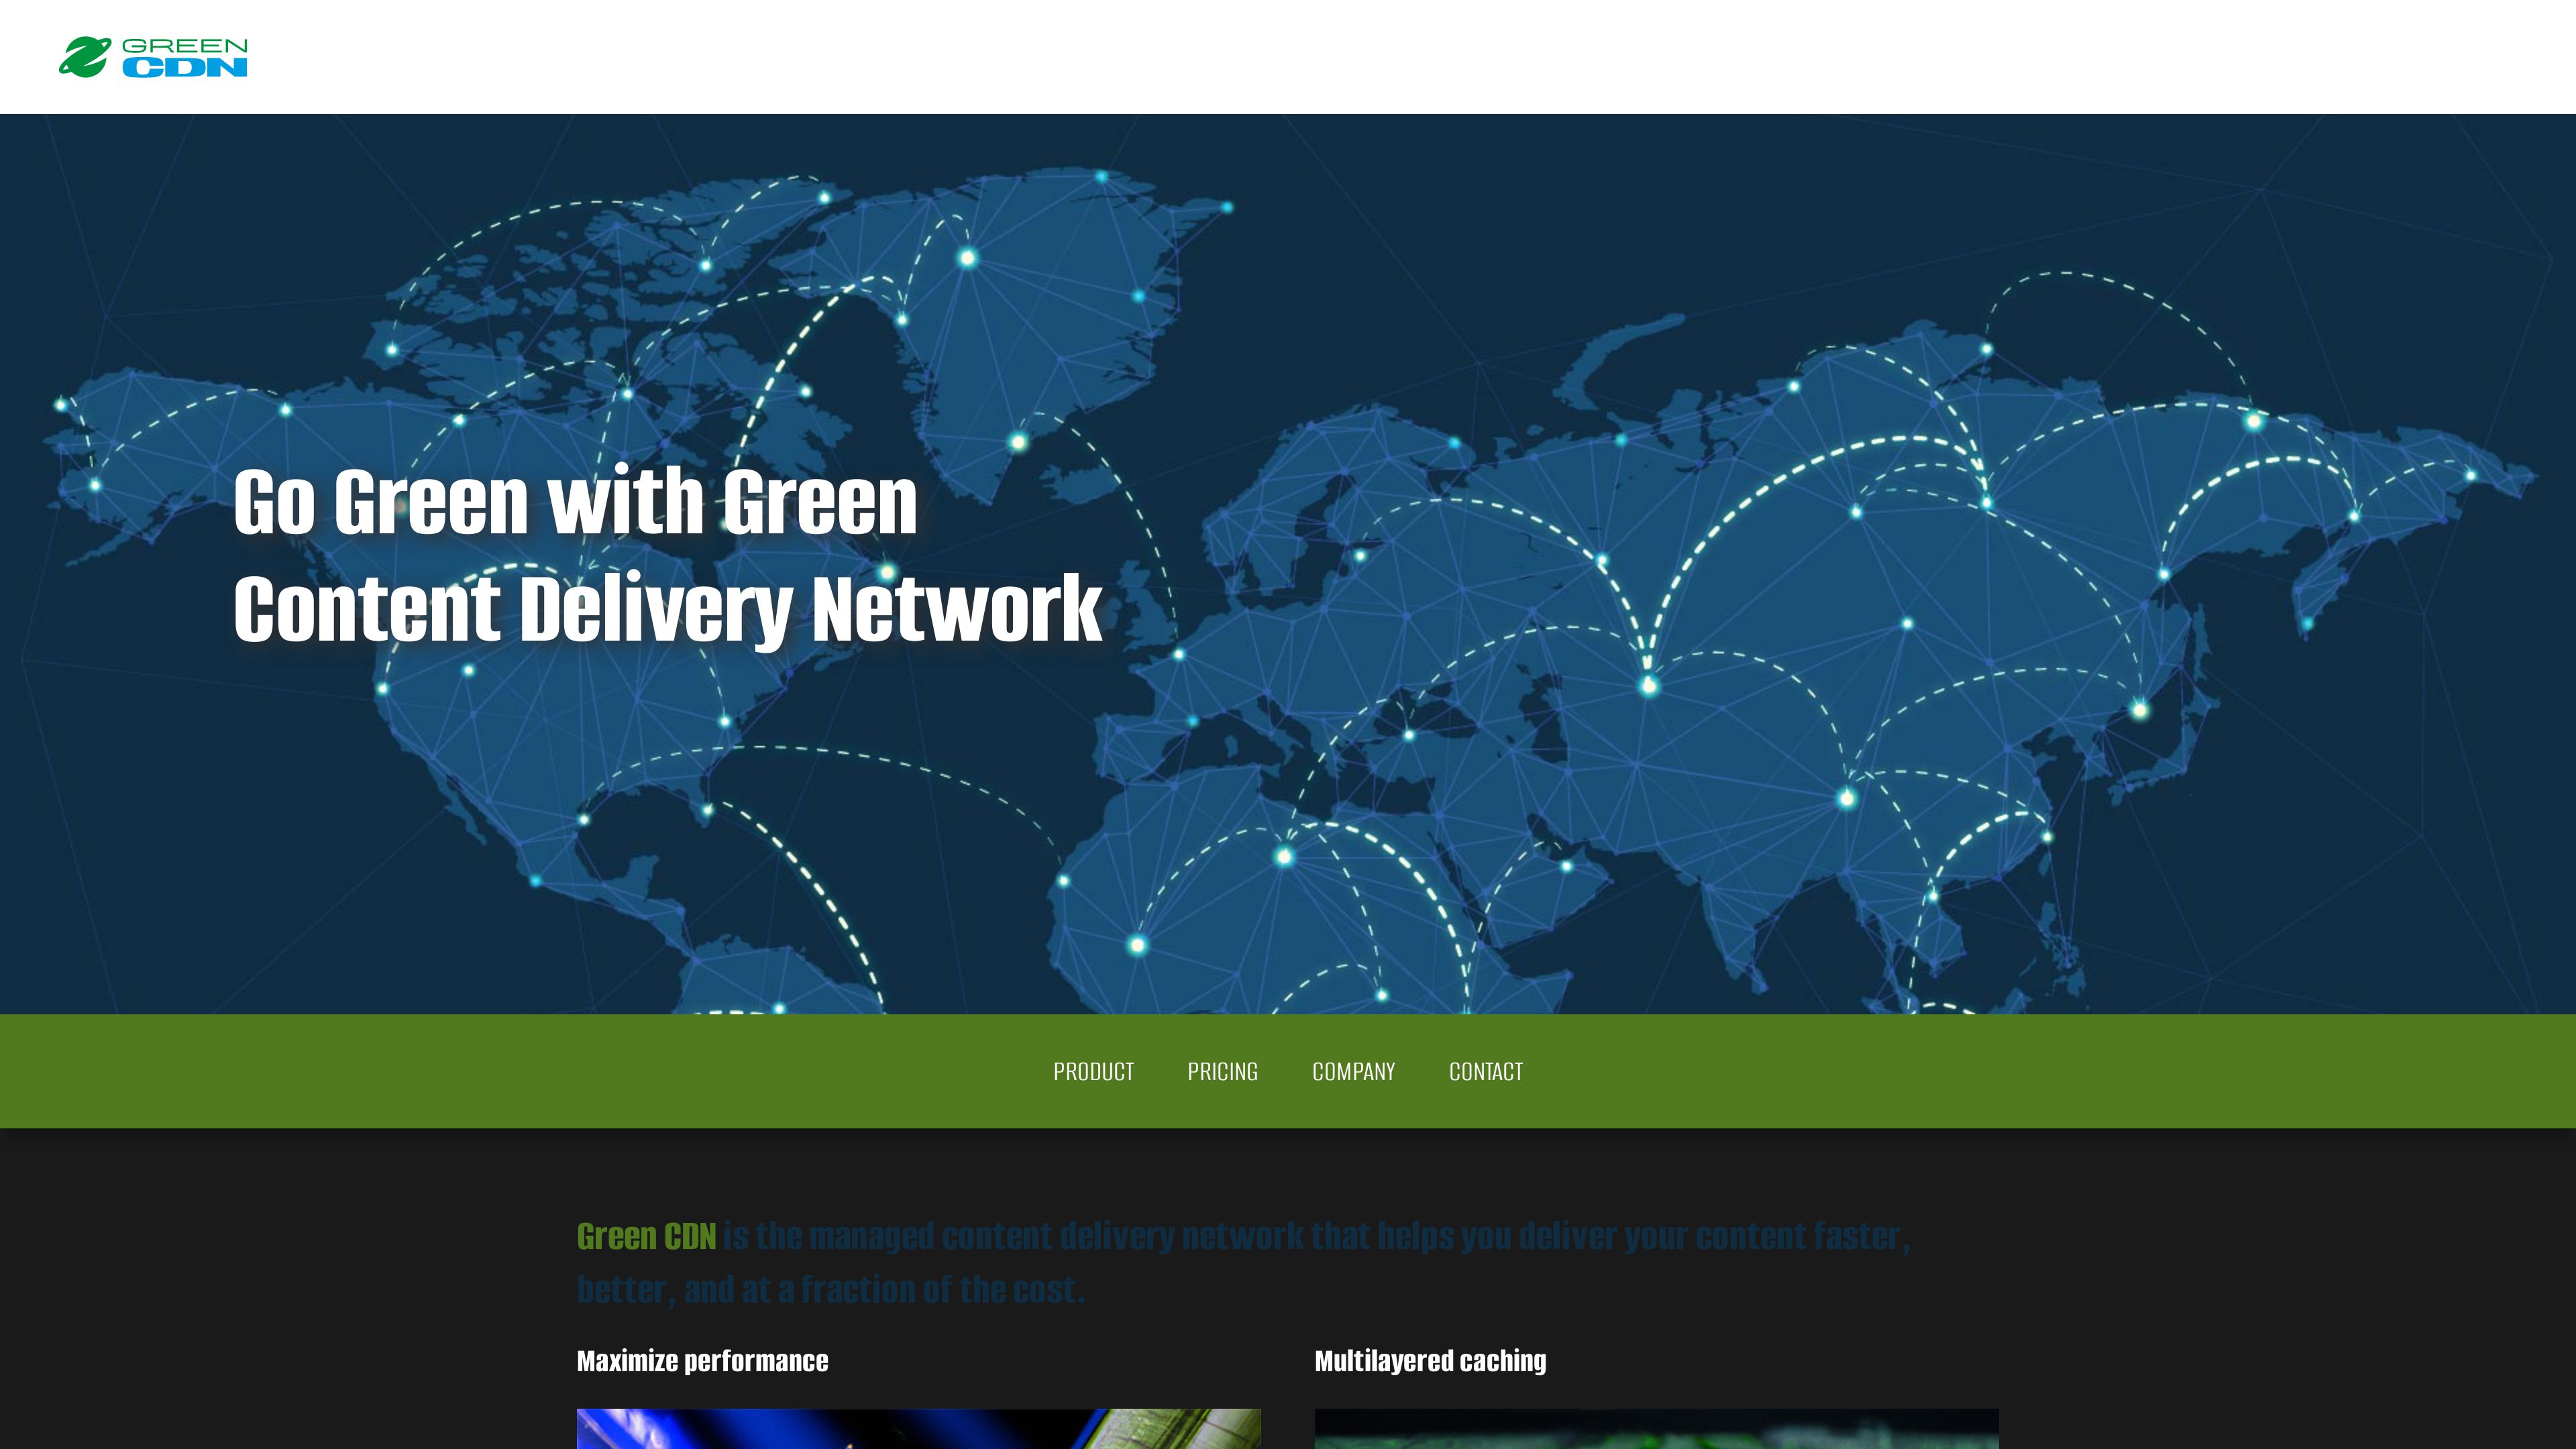 GREEN
CDN
Go Green with Green
Content Delivery Network
PRODUCT PRICING COMPANY CONTACT
Green CDN is the managed content delivery network that helps you deliver your content faster,
better, and at a fraction of the cost.
Maximize performance
Multilayered caching